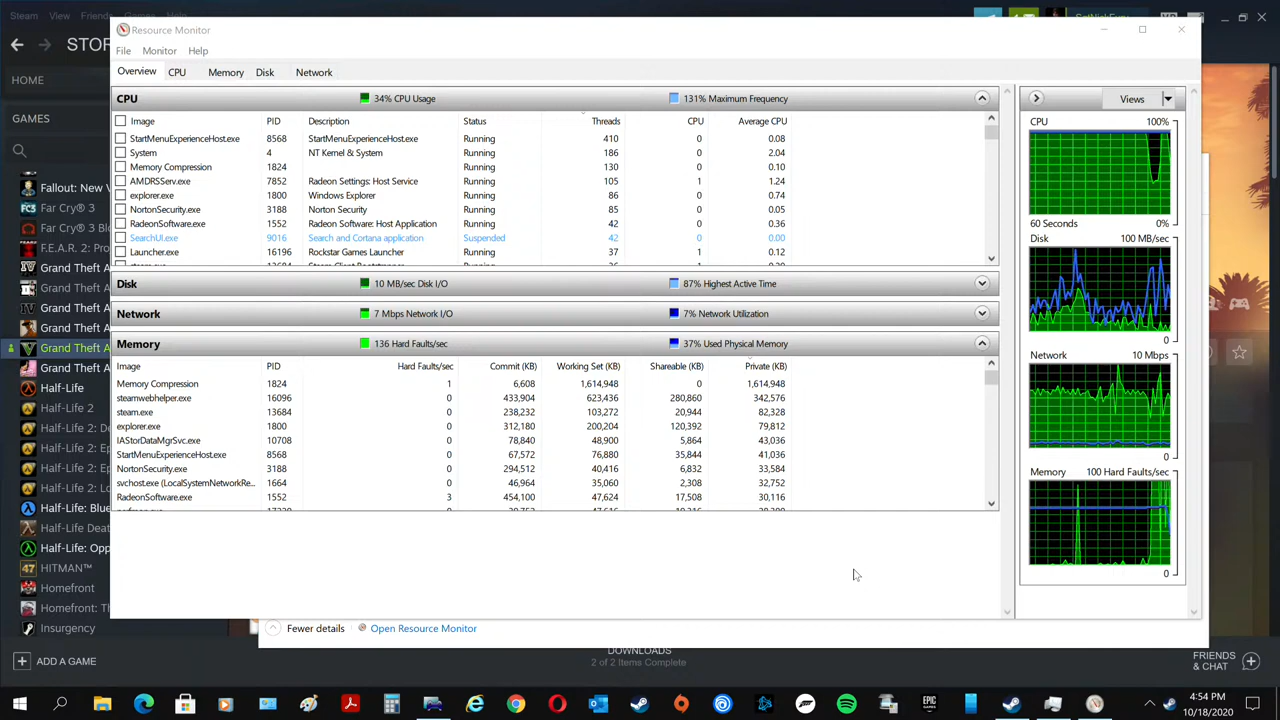 Steam View Friends Games Help
SgtNickFury
Resource Monitor
STOR
File Monitor Help
HOME
Overview CPU Memory Disk Network
CPU 34% CPU Usage 131% Maximum Frequency
Views
GAMES
Image PID Description Status Threads CPU Average CPU
CPU 100%
StartMenuExperienceHost.exe 8568 StartMenuExperienceHost.exe Running 410 0 0.08
System 4 NT Kernel & System Running 186 0 2.04
Memory Compression 1824 Running 130 0 0.10
AMDRSServ.exe 7852 Radeon Settings: Host Service Running 105 1 1.24
Fallout: New V
explorer.exe 1800 Windows Explorer Running 86 0 0.74
Far Cry® 3
NortonSecurity.exe 3188 Norton Security Running 85 0 0.05
Far Cry® 3 Bl
RadeonSoftware.exe 1552 Radeon Software: Host Application Running 42 0 0.36
60 Seconds 0%
SearchUI.exe 9016 Search and Cortana application Suspended 42 0 0.00
Disk 100 MB/sec
F.E.A.R. 2: Proj
Launcher.exe 16196 Rockstar Games Launcher Running 37 1 0.12
Grand Theft A
Grand Theft A
Disk 10 MB/sec Disk I/O 87% Highest Active Time
Grand Theft A
Network 7 Mbps Network I/O 7% Network Utilization
Grand Theft A
0
Grand Theft A
Memory 136 Hard Faults/sec 37% Used Physical Memory
Network 10 Mbps
Grand Theft A
Image PID Hard Faults/sec Commit (KB) Working Set (KB) Shareable (KB) Private (KB)
Half-Life
Memory Compression 1824 1 6,608 1,614,948 0 1,614,948
steamwebhelper.exe 16096 0 433,904 623,436 280,860 342,576
Half-Life 2
steam.exe 13684 0 238,232 103,272 20,944 82,328
Half-Life 2: De
explorer.exe 1800 0 312,180 200,204 120,392 79,812
Half-Life 2: Ep
IAStorDataMgrSvc.exe 10708 0 78,840 48,900 5,864 43,036
0
StartMenuExperienceHost.exe 8568 0 67,572 76,880 35,844 41,036
Half-Life 2: Ep
NortonSecurity.exe 3188 0 294,512 40,416 6,832 33,584
Memory 100 Hard Faults/sec
Half-Life 2: Lo
svchost.exe (LocalSystemNetworkRe... 1664 0 46,964 35,060 2,308 32,752
RadeonSoftware.exe 1552 3 454,100 47,624 17,508 30,116
Half-Life: Blue
Half-Life Deat
Half-Life: Opp
HITMAN™
0
Homefront
Homefront: Th
Insurgency
Fewer details Open Resource Monitor
DOWNLOADS
ADD A GAME
2 of 2 Items Complete
FRIENDS
& CHAT
4:54 PM
10/18/2020